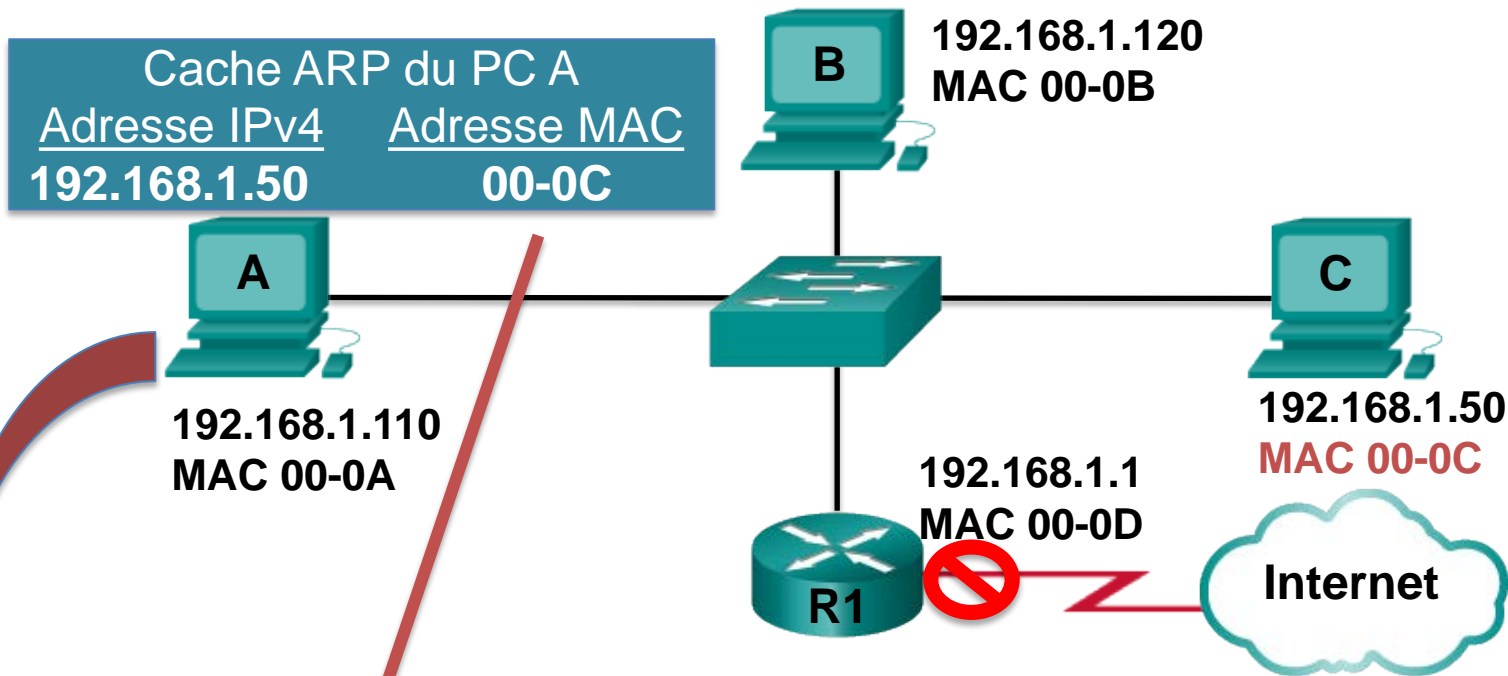 Cache ARP du PC A
Adresse IPv4 Adresse MAC
192.168.1.50 00-0C
B
192.168.1.120
MAC 00-0B
A
192.168.1.110
MAC 00-0A
C
192.168.1.50
MAC 00-0C
192.168.1.1
MAC 00-0D
R1
Internet